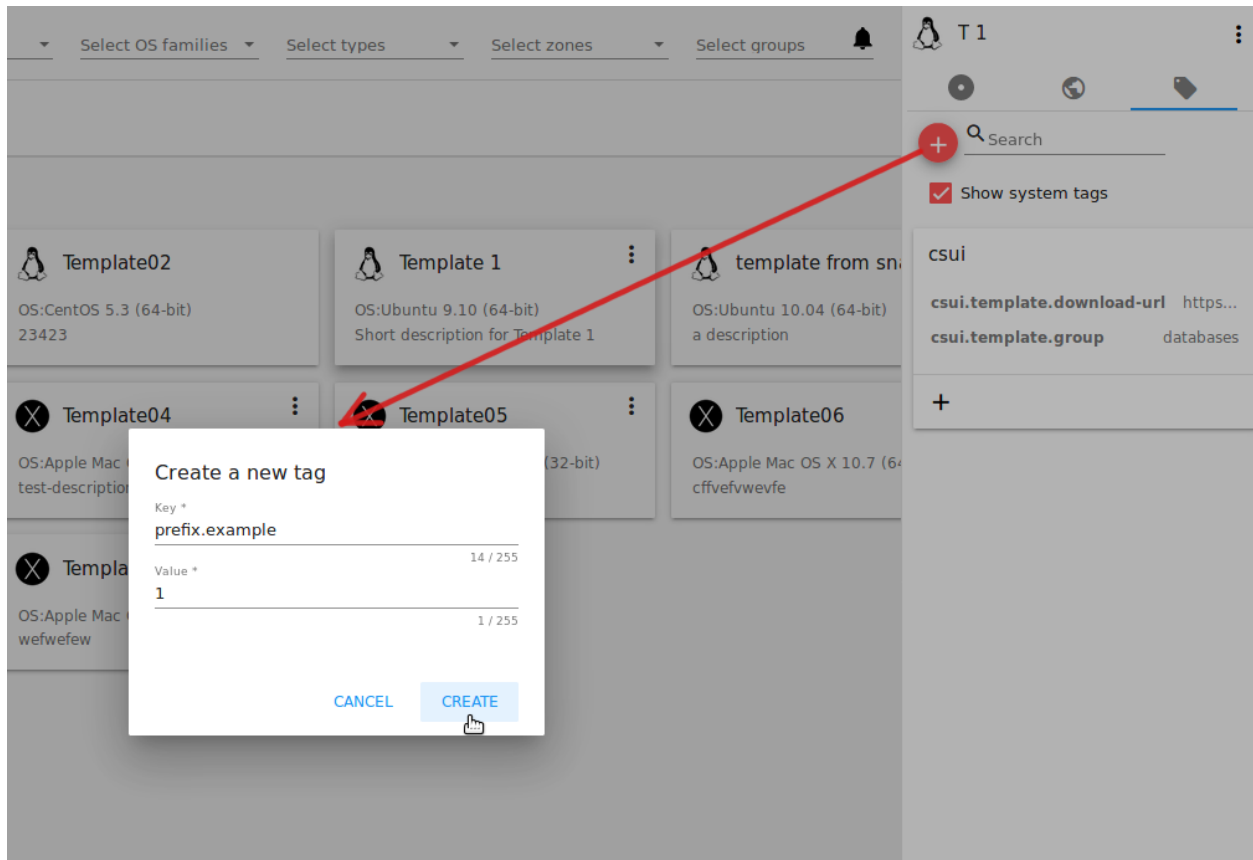 Select OS families
Select types
Select zones
Select groups
T 1
Search
Show system tags
csui
csui.template.download-url https...
csui.template.group databases
Template02
OS:CentOS 5.3 (64-bit)
23423
Template 1
OS:Ubuntu 9.10 (64-bit)
Short description for Template 1
template from sna
OS:Ubuntu 10.04 (64-bit)
a description
Template04
OS:Apple Mac
test-description
Template05
(32-bit)
Template06
OS:Apple Mac OS X 10.7 (64
cffvefvwevfe
Templa
OS:Apple Mac
wefwefew
Create a new tag
Key *
prefix.example
14 / 255
Value *
1
1 / 255
CANCEL
CREATE